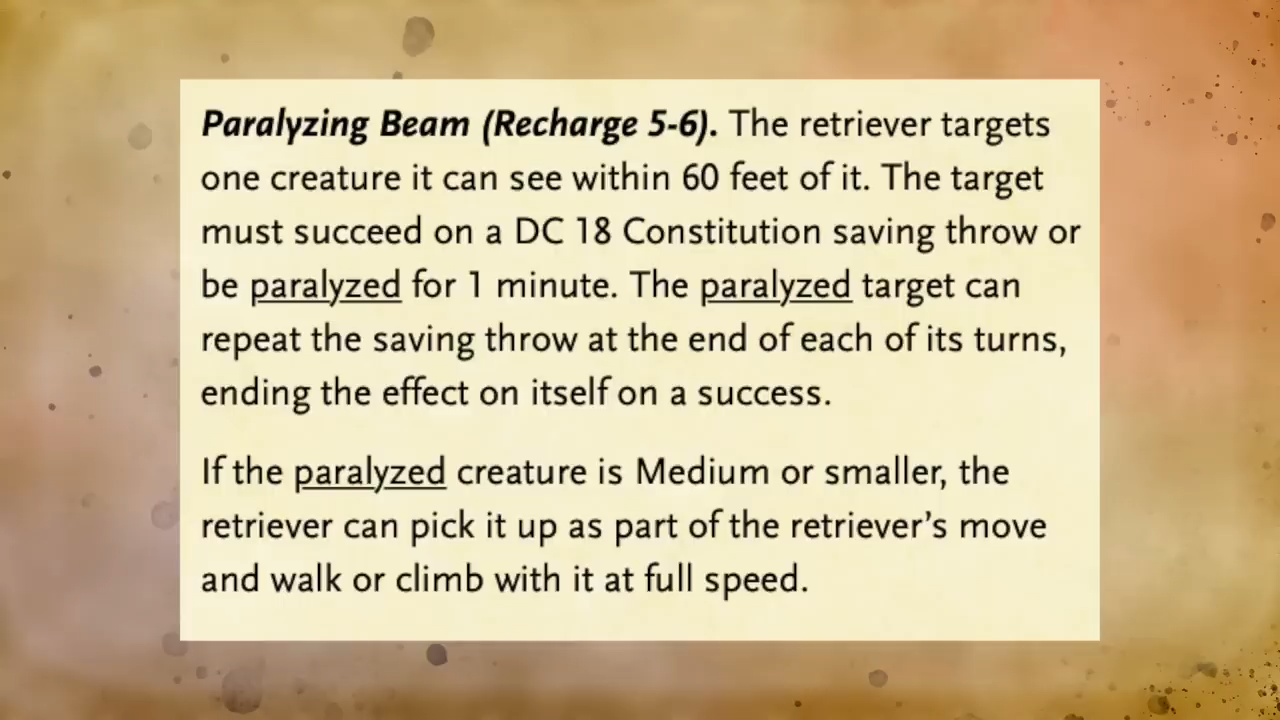 Paralyzing Beam (Recharge 5-6). The retriever targets
one creature it can see within 60 feet of it. The target
must succeed on a DC 18 Constitution saving throw or
be paralyzed for 1 minute. The paralyzed target can
repeat the saving throw at the end of each of its turns,
ending the effect on itself on a success.
If the paralyzed creature is Medium or smaller, the
retriever can pick it up as part of the retriever’s move
and walk or climb with it at full speed.